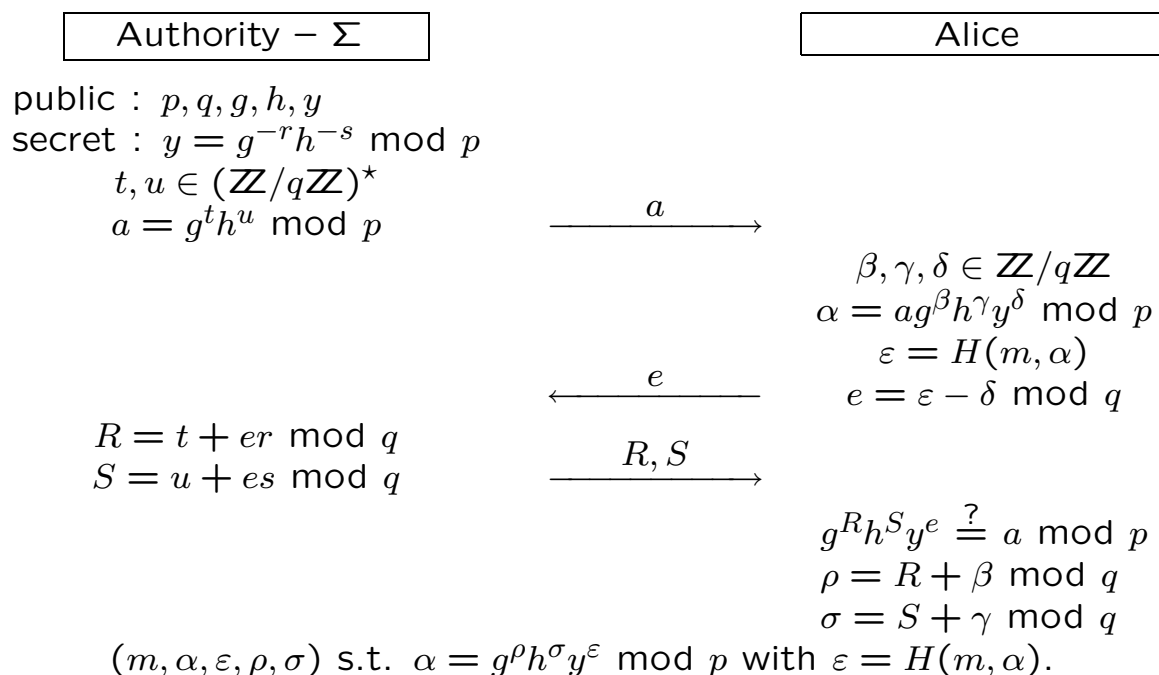 Authority – Σ
Alice
public : p, q, g, h, y
secret : y = g^{−r}h^{−s} mod p
t, u ∈ (ℤ/qℤ)^⋆
a = g^t h^u mod p
a
β, γ, δ ∈ ℤ/qℤ
α = ag^β h^γ y^δ mod p
ε = H(m, α)
e
e = ε − δ mod q
R = t + er mod q
S = u + es mod q
R, S
g^R h^S y^e ≟ a mod p
ρ = R + β mod q
σ = S + γ mod q
(m, α, ε, ρ, σ) s.t. α = g^ρ h^σ y^ε mod p with ε = H(m, α).